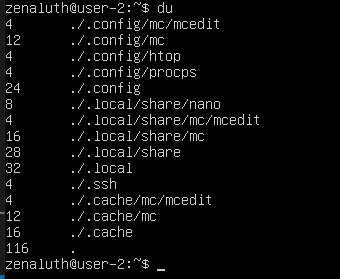 zenaluth@user-2:~$ du
4 ./.config/mc/mcedit
12 ./.config/mc
4 ./.config/htop
4 ./.config/procps
24 ./.config
8 ./.local/share/nano
4 ./.local/share/mc/mcedit
16 ./.local/share/mc
28 ./.local/share
32 ./.local
4 ./.ssh
4 ./.cache/mc/mcedit
12 ./.cache/mc
16 ./.cache
116 .
zenaluth@user-2:~$ _